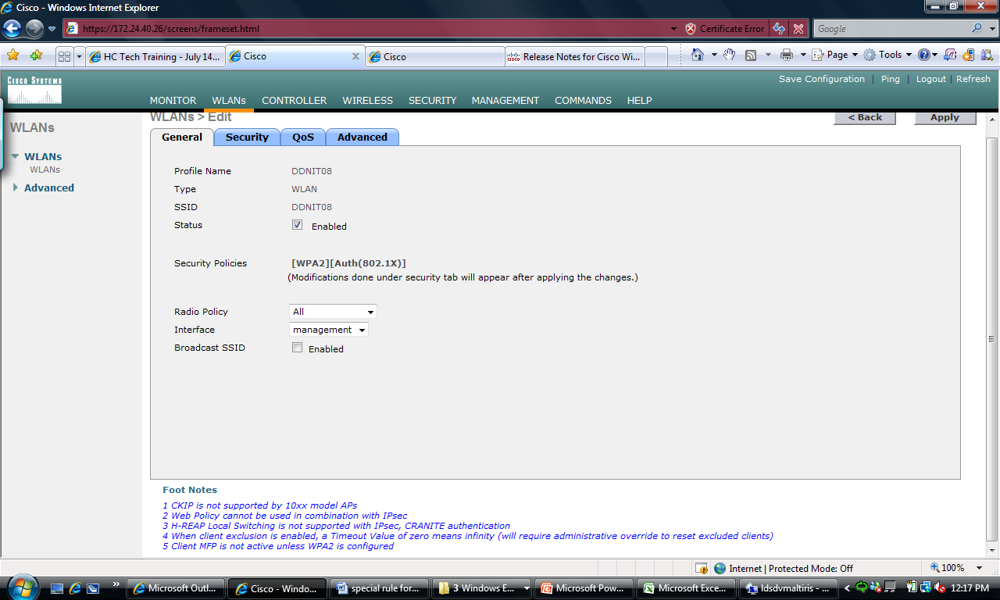 Cisco - Windows Internet Explorer
https://172.24.40.26/screens/frameset.html
Certificate Error
Google
HC Tech Training - July 14...
Cisco
Cisco
Release Notes for Cisco Wi...
Page
Tools
CISCO SYSTEMS
Save Configuration | Ping | Logout | Refresh
MONITOR WLANs CONTROLLER WIRELESS SECURITY MANAGEMENT COMMANDS HELP
WLANs
WLANs
WLANs
Advanced
WLANs > Edit
< Back
Apply
General Security QoS Advanced
Profile Name DDNIT08
Type WLAN
SSID DDNIT08
Status Enabled
Security Policies [WPA2][Auth(802.1X)]
(Modifications done under security tab will appear after applying the changes.)
Radio Policy All
Interface management
Broadcast SSID Enabled
Foot Notes
1 CKIP is not supported by 10xx model APs
2 Web Policy cannot be used in combination with IPsec
3 H-REAP Local Switching is not supported with IPsec, CRANITE authentication
4 When client exclusion is enabled, a Timeout Value of zero means infinity (will require administrative override to reset excluded clients)
5 Client MFP is not active unless WPA2 is configured
Internet | Protected Mode: Off
100%
Microsoft Outl...
Cisco - Windo...
special rule for...
3 Windows E...
Microsoft Pow...
Microsoft Exce...
ldsdvmaltiris - ...
12:17 PM